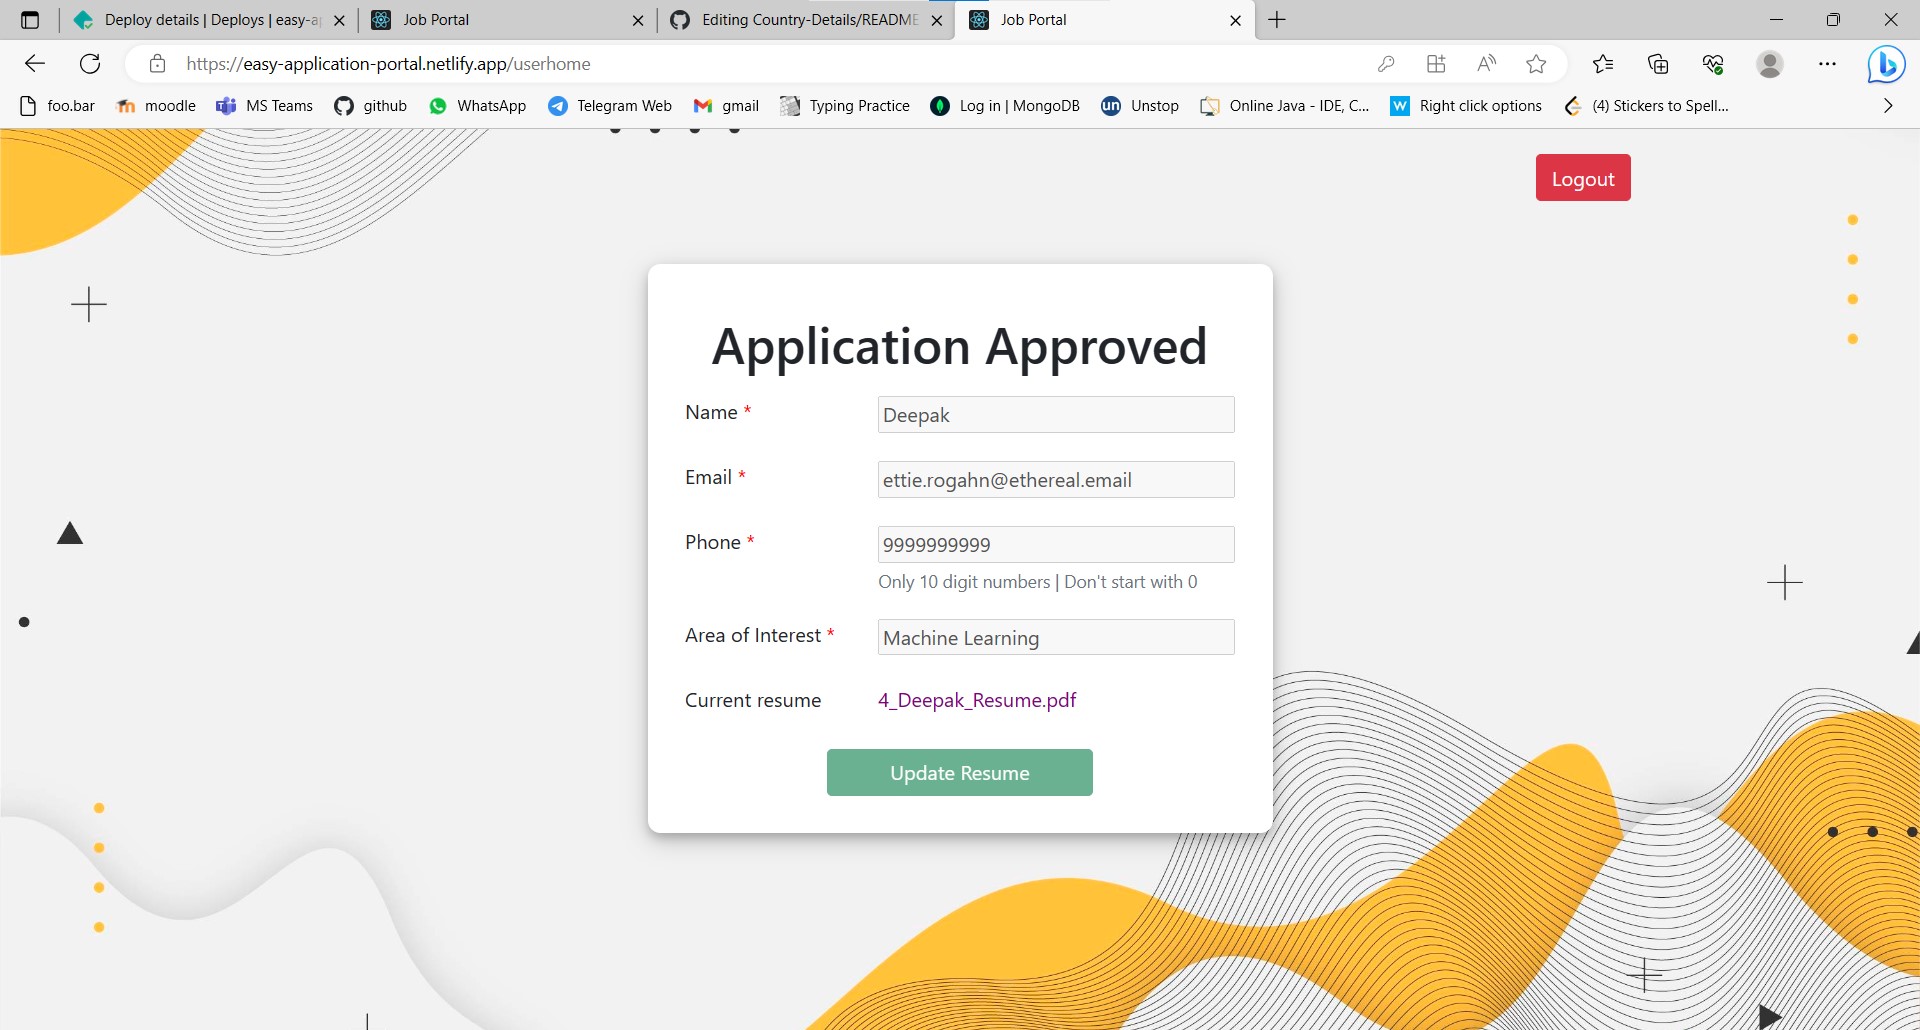 Deploy details | Deploys | easy-a
Job Portal
Editing Country-Details/README
Job Portal
https://easy-application-portal.netlify.app/userhome
foo.bar moodle MS Teams github WhatsApp Telegram Web gmail Typing Practice Log in | MongoDB Unstop Online Java - IDE, C... Right click options (4) Stickers to Spell...
Logout
Application Approved
Name * Deepak
Email * ettie.rogahn@ethereal.email
Phone * 9999999999
Only 10 digit numbers | Don't start with 0
Area of Interest * Machine Learning
Current resume 4_Deepak_Resume.pdf
Update Resume